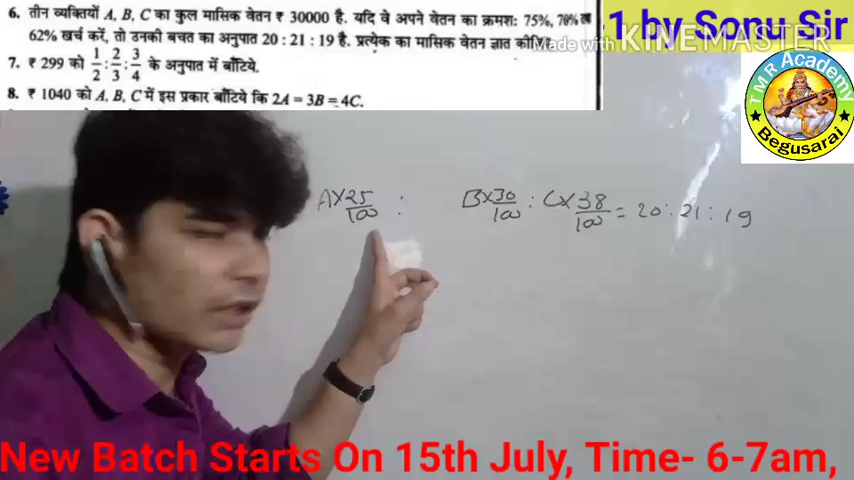 6. तीन व्यक्तियों A, B, C का कुल मासिक वेतन ₹ 30000 है. यदि वे अपने वेतन का क्रमश: 75%, 70%
62% खर्च करें, तो उनकी बचत का अनुपात 20 : 21 : 19 है. प्रत्येक का मासिक वेतन ज्ञात
7. ₹ 299 को 1/2 : 2/3 : 3/4 के अनुपात में बाँटिये.
8. ₹ 1040 को A, B, C में इस प्रकार बाँटिये कि 2A = 3B = 4C.
1 by Sonu Sir
Made with KINEMASTER
TMR Academy
Begusarai
A×25/100 : B×30/100 : C×38/100 = 20:21:19
New Batch Starts On 15th July, Time- 6-7am,